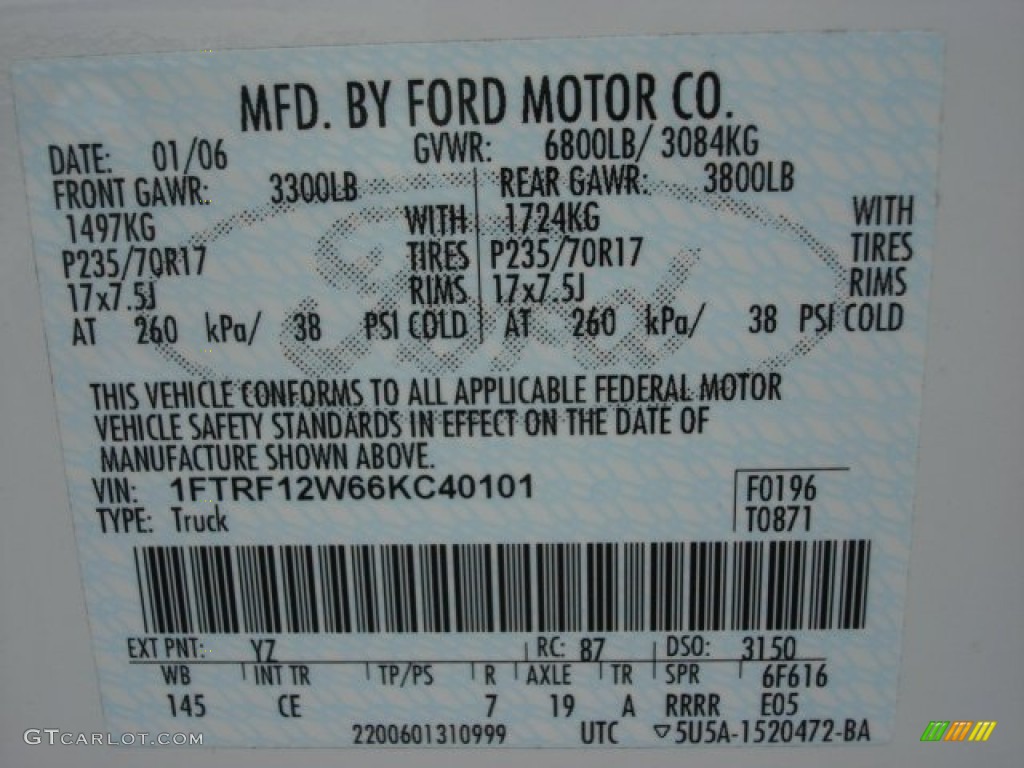 MFD. BY FORD MOTOR CO.
DATE: 01/06 GVWR: 6800LB/ 3084KG
FRONT GAWR: 3300LB REAR GAWR: 3800LB
1497KG WITH 1724KG WITH
P235/70R17 TIRES P235/70R17 TIRES
17x7.5J RIMS 17x7.5J RIMS
AT 260 kPa/ 38 PSI COLD AT 260 kPa/ 38 PSI COLD
Ford
THIS VEHICLE CONFORMS TO ALL APPLICABLE FEDERAL MOTOR
VEHICLE SAFETY STANDARDS IN EFFECT ON THE DATE OF
MANUFACTURE SHOWN ABOVE.
VIN: 1FTRF12W66KC40101 F0196
TYPE: Truck T0871
EXT PNT: YZ RC: 87 DSO: 3150
WB INT TR TP/PS R AXLE TR SPR 6F616
145 CE 7 19 A RRRR E05
2200601310999 UTC ▽5U5A-1520472-BA
GTCARLOT.COM